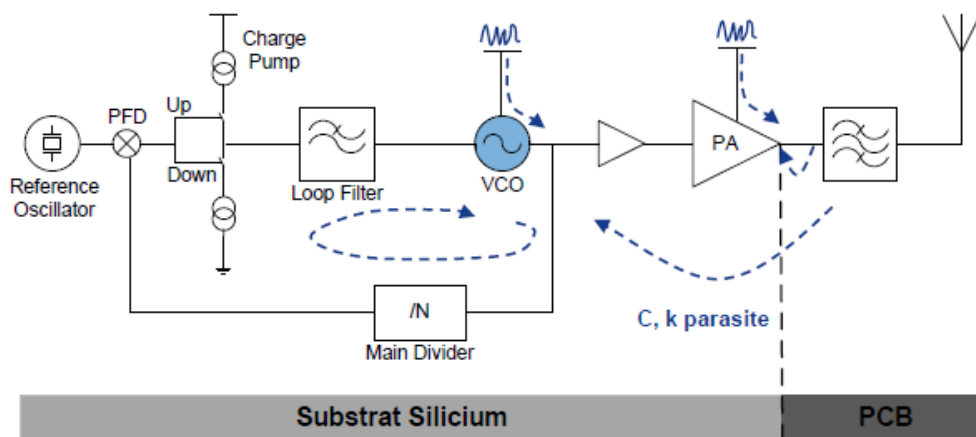 Charge
Pump
PFD
Up
Down
Reference
Oscillator
Loop Filter
VCO
PA
/N
Main Divider
C, k parasite
Substrat Silicium
PCB